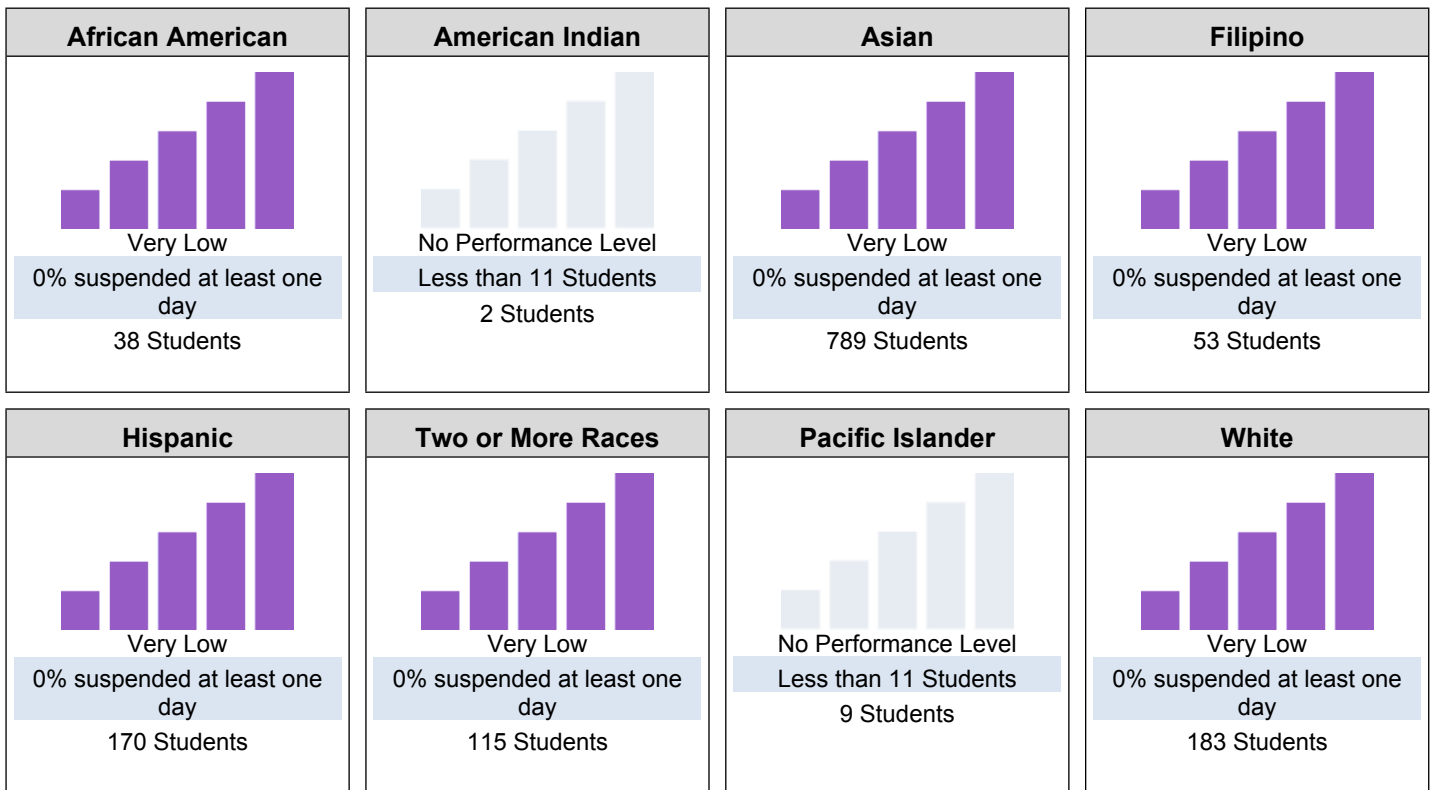 African American
Very Low
0% suspended at least one
day
38 Students
American Indian
No Performance Level
Less than 11 Students
2 Students
Asian
Very Low
0% suspended at least one
day
789 Students
Filipino
Very Low
0% suspended at least one
day
53 Students
Hispanic
Very Low
0% suspended at least one
day
170 Students
Two or More Races
Very Low
0% suspended at least one
day
115 Students
Pacific Islander
No Performance Level
Less than 11 Students
9 Students
White
Very Low
0% suspended at least one
day
183 Students